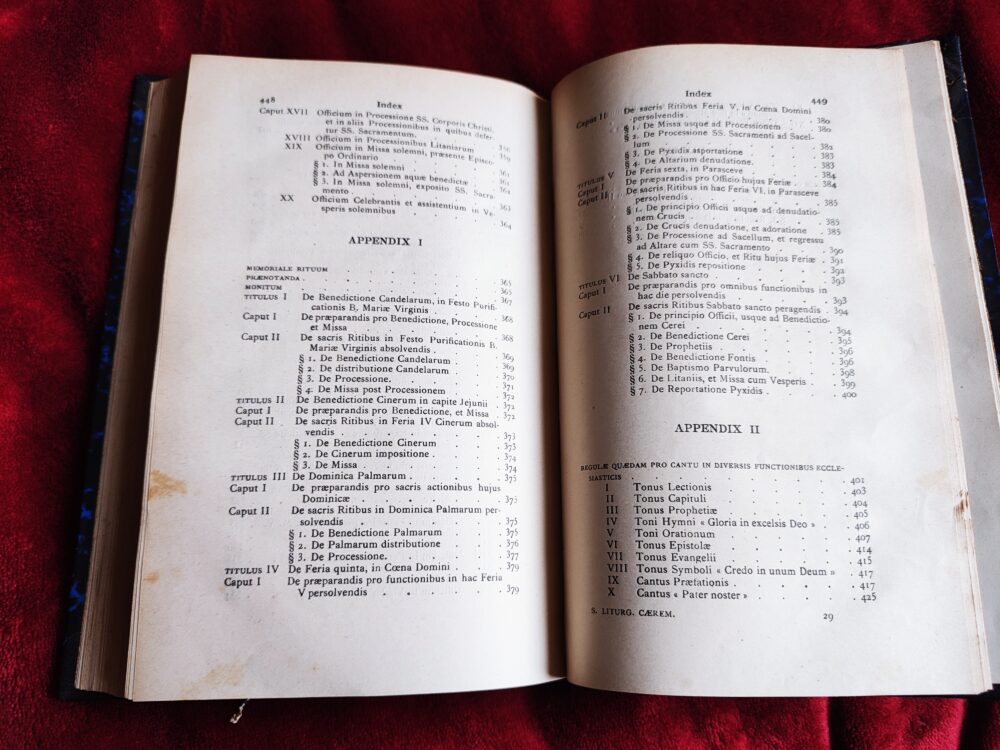 448
Index
Caput XVII Officium in Processione SS. Corporis Christi,
et in aliis Processionibus in quibus defer-
tur SS. Sacramentum. . . .
XVIII Officium in Processionibus Litaniarum . 359
XIX Officium in Missa solemni, præsente Episco-
po Ordinario . . . . . 361
§ 1. In Missa solemni . . . . 361
§ 2. Ad Aspersionem aquæ benedictæ .
§ 3. In Missa solemni, exposito SS. Sacra-
mento . . . . . 363
XX Officium Celebrantis et assistentium in Ve-
speris solemnibus . . . . 364
APPENDIX I
MEMORIALE RITUUM . . . . . 365
PRÆNOTANDA . . . . . . 365
MONITUM . . . . . . 367
TITULUS I De Benedictione Candelarum, in Festo Purifi-
cationis B. Mariæ Virginis . . . 368
Caput I De præparandis pro Benedictione, Processione
et Missa . . . . . . 368
Caput II De sacris Ritibus in Festo Purificationis B.
Mariæ Virginis absolvendis . . . 369
§ 1. De Benedictione Candelarum . . 369
§ 2. De distributione Candelarum . . 370
§ 3. De Processione. . . . 371
§ 4. De Missa post Processionem . . 372
TITULUS II De Benedictione Cinerum in capite Jejunii . 372
Caput I De præparandis pro Benedictione, et Missa . 372
Caput II De sacris Ritibus in Feria IV Cinerum absol-
vendis . . . . . . 373
§ 1. De Benedictione Cinerum . . 373
§ 2. De Cinerum impositione . . . 374
§ 3. De Missa . . . . . 374
TITULUS III De Dominica Palmarum . . . . 375
Caput I De præparandis pro sacris actionibus hujus
Dominicæ . . . . . 375
Caput II De sacris Ritibus in Dominica Palmarum per-
solvendis . . . . . 375
§ 1. De Benedictione Palmarum . . 375
§ 2. De Palmarum distributione . . 376
§ 3. De Processione. . . . 377
TITULUS IV De Feria quinta, in Cœna Domini . . 379
Caput I De præparandis pro functionibus in hac Feria
V persolvendis . . . . 379
Index
449
Caput II De sacris Ritibus Feria V, in Cœna Domini
persolvendis . . . . . 380
§ 1. De Missa usque ad Processionem . 380
§ 2. De Processione SS. Sacramenti ad Sacel-
lum . . . . . . 382
§ 3. De Pyxidis asportatione . . . 383
§ 4. De Altarium denudatione. . . 383
TITULUS V De Feria sexta, in Parasceve . . . 384
Caput I De præparandis pro Officio hujus Feriæ . 384
Caput II De sacris Ritibus in hac Feria VI, in Parasceve
persolvendis . . . . . 385
§ 1. De principio Officii usque ad denudatio-
nem Crucis . . . . . 385
§ 2. De Crucis denudatione, et adoratione . 385
§ 3. De Processione ad Sacellum, et regressu
ad Altare cum SS. Sacramento . . 390
§ 4. De reliquo Officio, et Ritu hujus Feriæ . 391
§ 5. De Pyxidis repositione . . . 392
TITULUS VI De Sabbato sancto . . . . . 393
Caput I De præparandis pro omnibus functionibus in
hac die persolvendis . . . . 393
Caput II De sacris Ritibus Sabbato sancto peragendis . 394
§ 1. De principio Officii, usque ad Benedictio-
nem Cerei . . . . . 394
§ 2. De Benedictione Cerei . . . 395
§ 3. De Prophetiis . . . . 396
§ 4. De Benedictione Fontis . . . 396
§ 5. De Baptismo Parvulorum. . . 398
§ 6. De Litaniis, et Missa cum Vesperis . . 399
§ 7. De Reportatione Pyxidis . . . 400
APPENDIX II
REGULÆ QUÆDAM PRO CANTU IN DIVERSIS FUNCTIONIBUS ECCLE-
SIASTICIS . . . . . . . 401
I Tonus Lectionis . . . . . 403
II Tonus Capituli . . . . . 404
III Tonus Prophetiæ . . . . . 405
IV Toni Hymni « Gloria in excelsis Deo » . . 406
V Toni Orationum . . . . . 407
VI Tonus Epistolæ . . . . . 414
VII Tonus Evangelii . . . . . 415
VIII Tonus Symboli « Credo in unum Deum » . 417
IX Cantus Præfationis . . . . . 417
X Cantus « Pater noster » . . . . 425
S. LITURG. CÆREM.
29